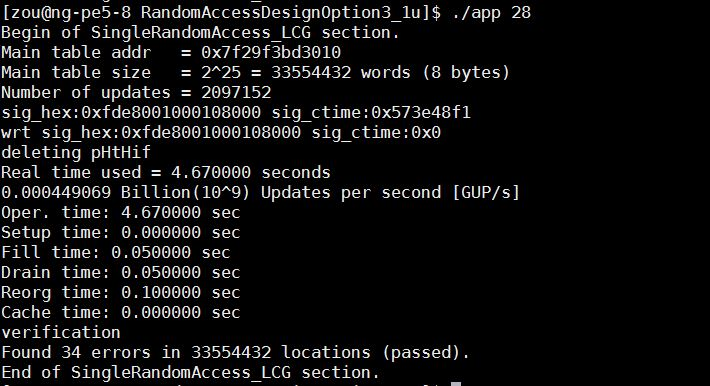 [zou@ng-pe5-8 RandomAccessDesignOption3_1u]$ ./app 28
Begin of SingleRandomAccess_LCG section.
Main table addr   = 0x7f29f3bd3010
Main table size   = 2^25 = 33554432 words (8 bytes)
Number of updates = 2097152
sig_hex:0xfde8001000108000 sig_ctime:0x573e48f1
wrt sig_hex:0xfde8001000108000 sig_ctime:0x0
deleting pHtHif
Real time used = 4.670000 seconds
0.000449069 Billion(10^9) Updates per second [GUP/s]
Oper. time: 4.670000 sec
Setup time: 0.000000 sec
Fill time: 0.050000 sec
Drain time: 0.050000 sec
Reorg time: 0.100000 sec
Cache time: 0.000000 sec
verification
Found 34 errors in 33554432 locations (passed).
End of SingleRandomAccess_LCG section.